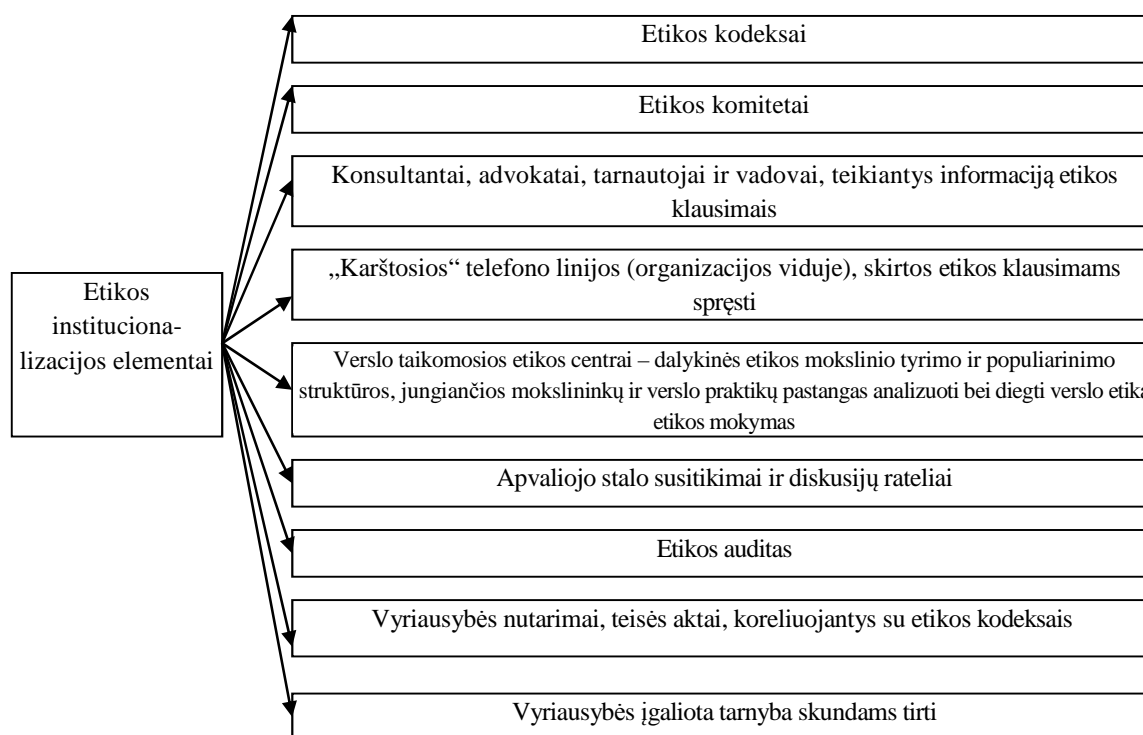 Etikos kodeksai
Etikos komitetai
Konsultantai, advokatai, tarnautojai ir vadovai, teikiantys informaciją etikos
klausimais
„Karštosios“ telefono linijos (organizacijos viduje), skirtos etikos klausimams
spręsti
Etikos
instituciona-
lizacijos elementai
Verslo taikomosios etikos centrai – dalykinės etikos mokslinio tyrimo ir populiarinimo
struktūros, jungiančios mokslininkų ir verslo praktikų pastangas analizuoti bei diegti verslo etiką
etikos mokymas
Apvaliojo stalo susitikimai ir diskusijų rateliai
Etikos auditas
Vyriausybės nutarimai, teisės aktai, koreliuojantys su etikos kodeksais
Vyriausybės įgaliota tarnyba skundams tirti